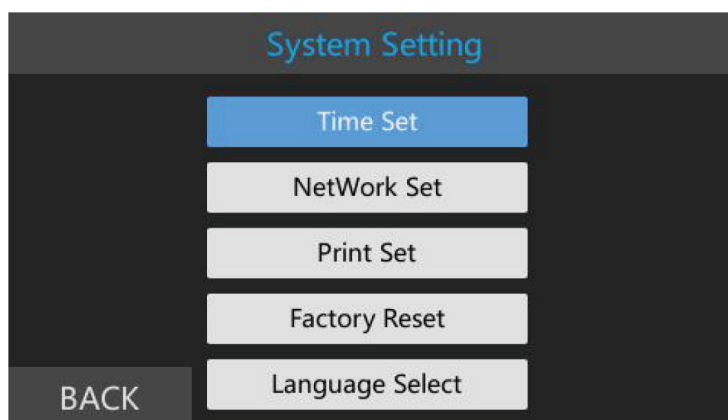 System Setting
Time Set
NetWork Set
Print Set
Factory Reset
Language Select
BACK